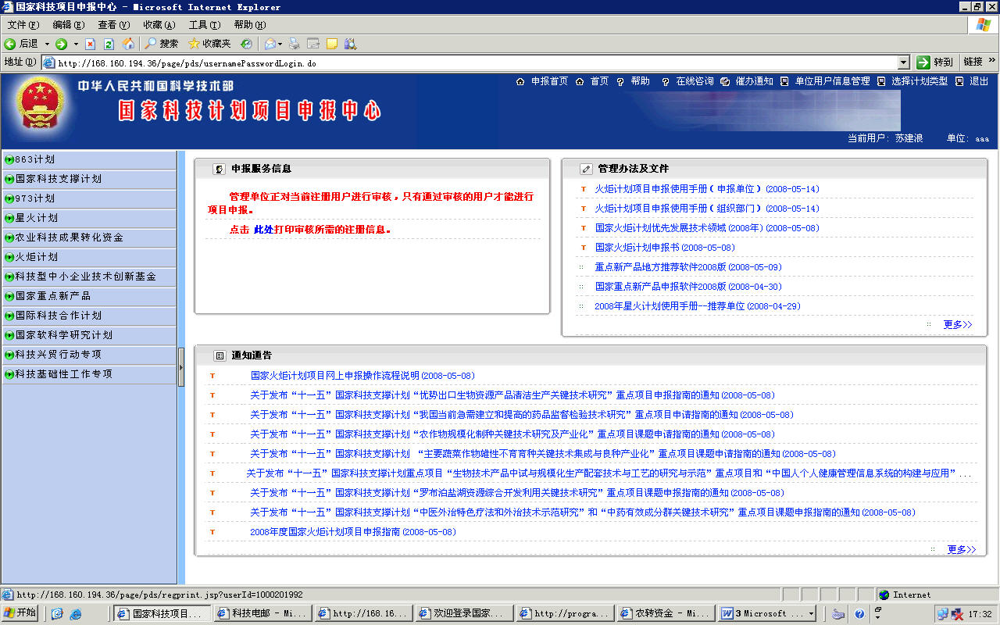 国家科技项目申报中心 - Microsoft Internet Explorer
文件(F) 编辑(E) 查看(V) 收藏(A) 工具(T) 帮助(H)
后退 搜索 收藏夹
地址(D) http://168.160.194.36/page/pds/usernamePasswordLogin.do 转到 链接 »
中华人民共和国科学技术部
国家科技计划项目申报中心
申报首页 首页 帮助 在线咨询 催办通知 单位用户信息管理 选择计划类型 退出
当前用户: 苏建浪 单位: aaa
863计划
国家科技支撑计划
973计划
星火计划
农业科技成果转化资金
火炬计划
科技型中小企业技术创新基金
国家重点新产品
国际科技合作计划
国家软科学研究计划
科技兴贸行动专项
科技基础性工作专项
申报服务信息
管理单位正对当前注册用户进行审核，只有通过审核的用户才能进行
项目申报。
点击 此处打印审核所需的注册信息。
管理办法及文件
T 火炬计划项目申报使用手册（申报单位）(2008-05-14)
T 火炬计划项目申报使用手册（组织部门）(2008-05-14)
T 国家火炬计划优先发展技术领域(2008年)(2008-05-08)
T 国家火炬计划申报书(2008-05-08)
重点新产品地方推荐软件2008版(2008-05-09)
国家重点新产品申报软件2008版(2008-04-30)
2008年星火计划使用手册--推荐单位(2008-04-29)
更多>>
通知通告
T 国家火炬计划项目网上申报操作流程说明(2008-05-08)
T 关于发布“十一五”国家科技支撑计划“优势出口生物资源产品清洁生产关键技术研究”重点项目申报指南的通知(2008-05-08)
T 关于发布“十一五”国家科技支撑计划“我国当前急需建立和提高的药品监督检验技术研究”重点项目申请指南的通知(2008-05-08)
T 关于发布“十一五”国家科技支撑计划“农作物规模化制种关键技术研究及产业化”重点项目课题申请指南的通知(2008-05-08)
T 关于发布“十一五”国家科技支撑计划 “主要蔬菜作物雄性不育育种关键技术集成与良种产业化”重点项目课题申请指南的通知(2008-05-08)
T 关于发布“十一五”国家科技支撑计划重点项目“生物技术产品中试与规模化生产配套技术与工艺的研究与示范”重点项目和“中国人个人健康管理信息系统的构建与应用”...
T 关于发布“十一五”国家科技支撑计划“罗布泊盐湖资源综合开发利用关键技术研究”重点项目课题申报指南的通知(2008-05-08)
T 关于发布“十一五”国家科技支撑计划“中医外治特色疗法和外治技术示范研究”和“中药有效成分群关键技术研究”重点项目课题申报指南的通知(2008-05-08)
T 2008年度国家火炬计划项目申报指南(2008-05-08)
更多>>
http://168.160.194.36/page/pds/regprint.jsp?userId=1000201992 Internet
开始 国家科技项目... 科技电邮 - Mi... http://168.16... 欢迎登录国家... http://progra... 农转资金 - Mi... 3 Microsoft ... 17:32